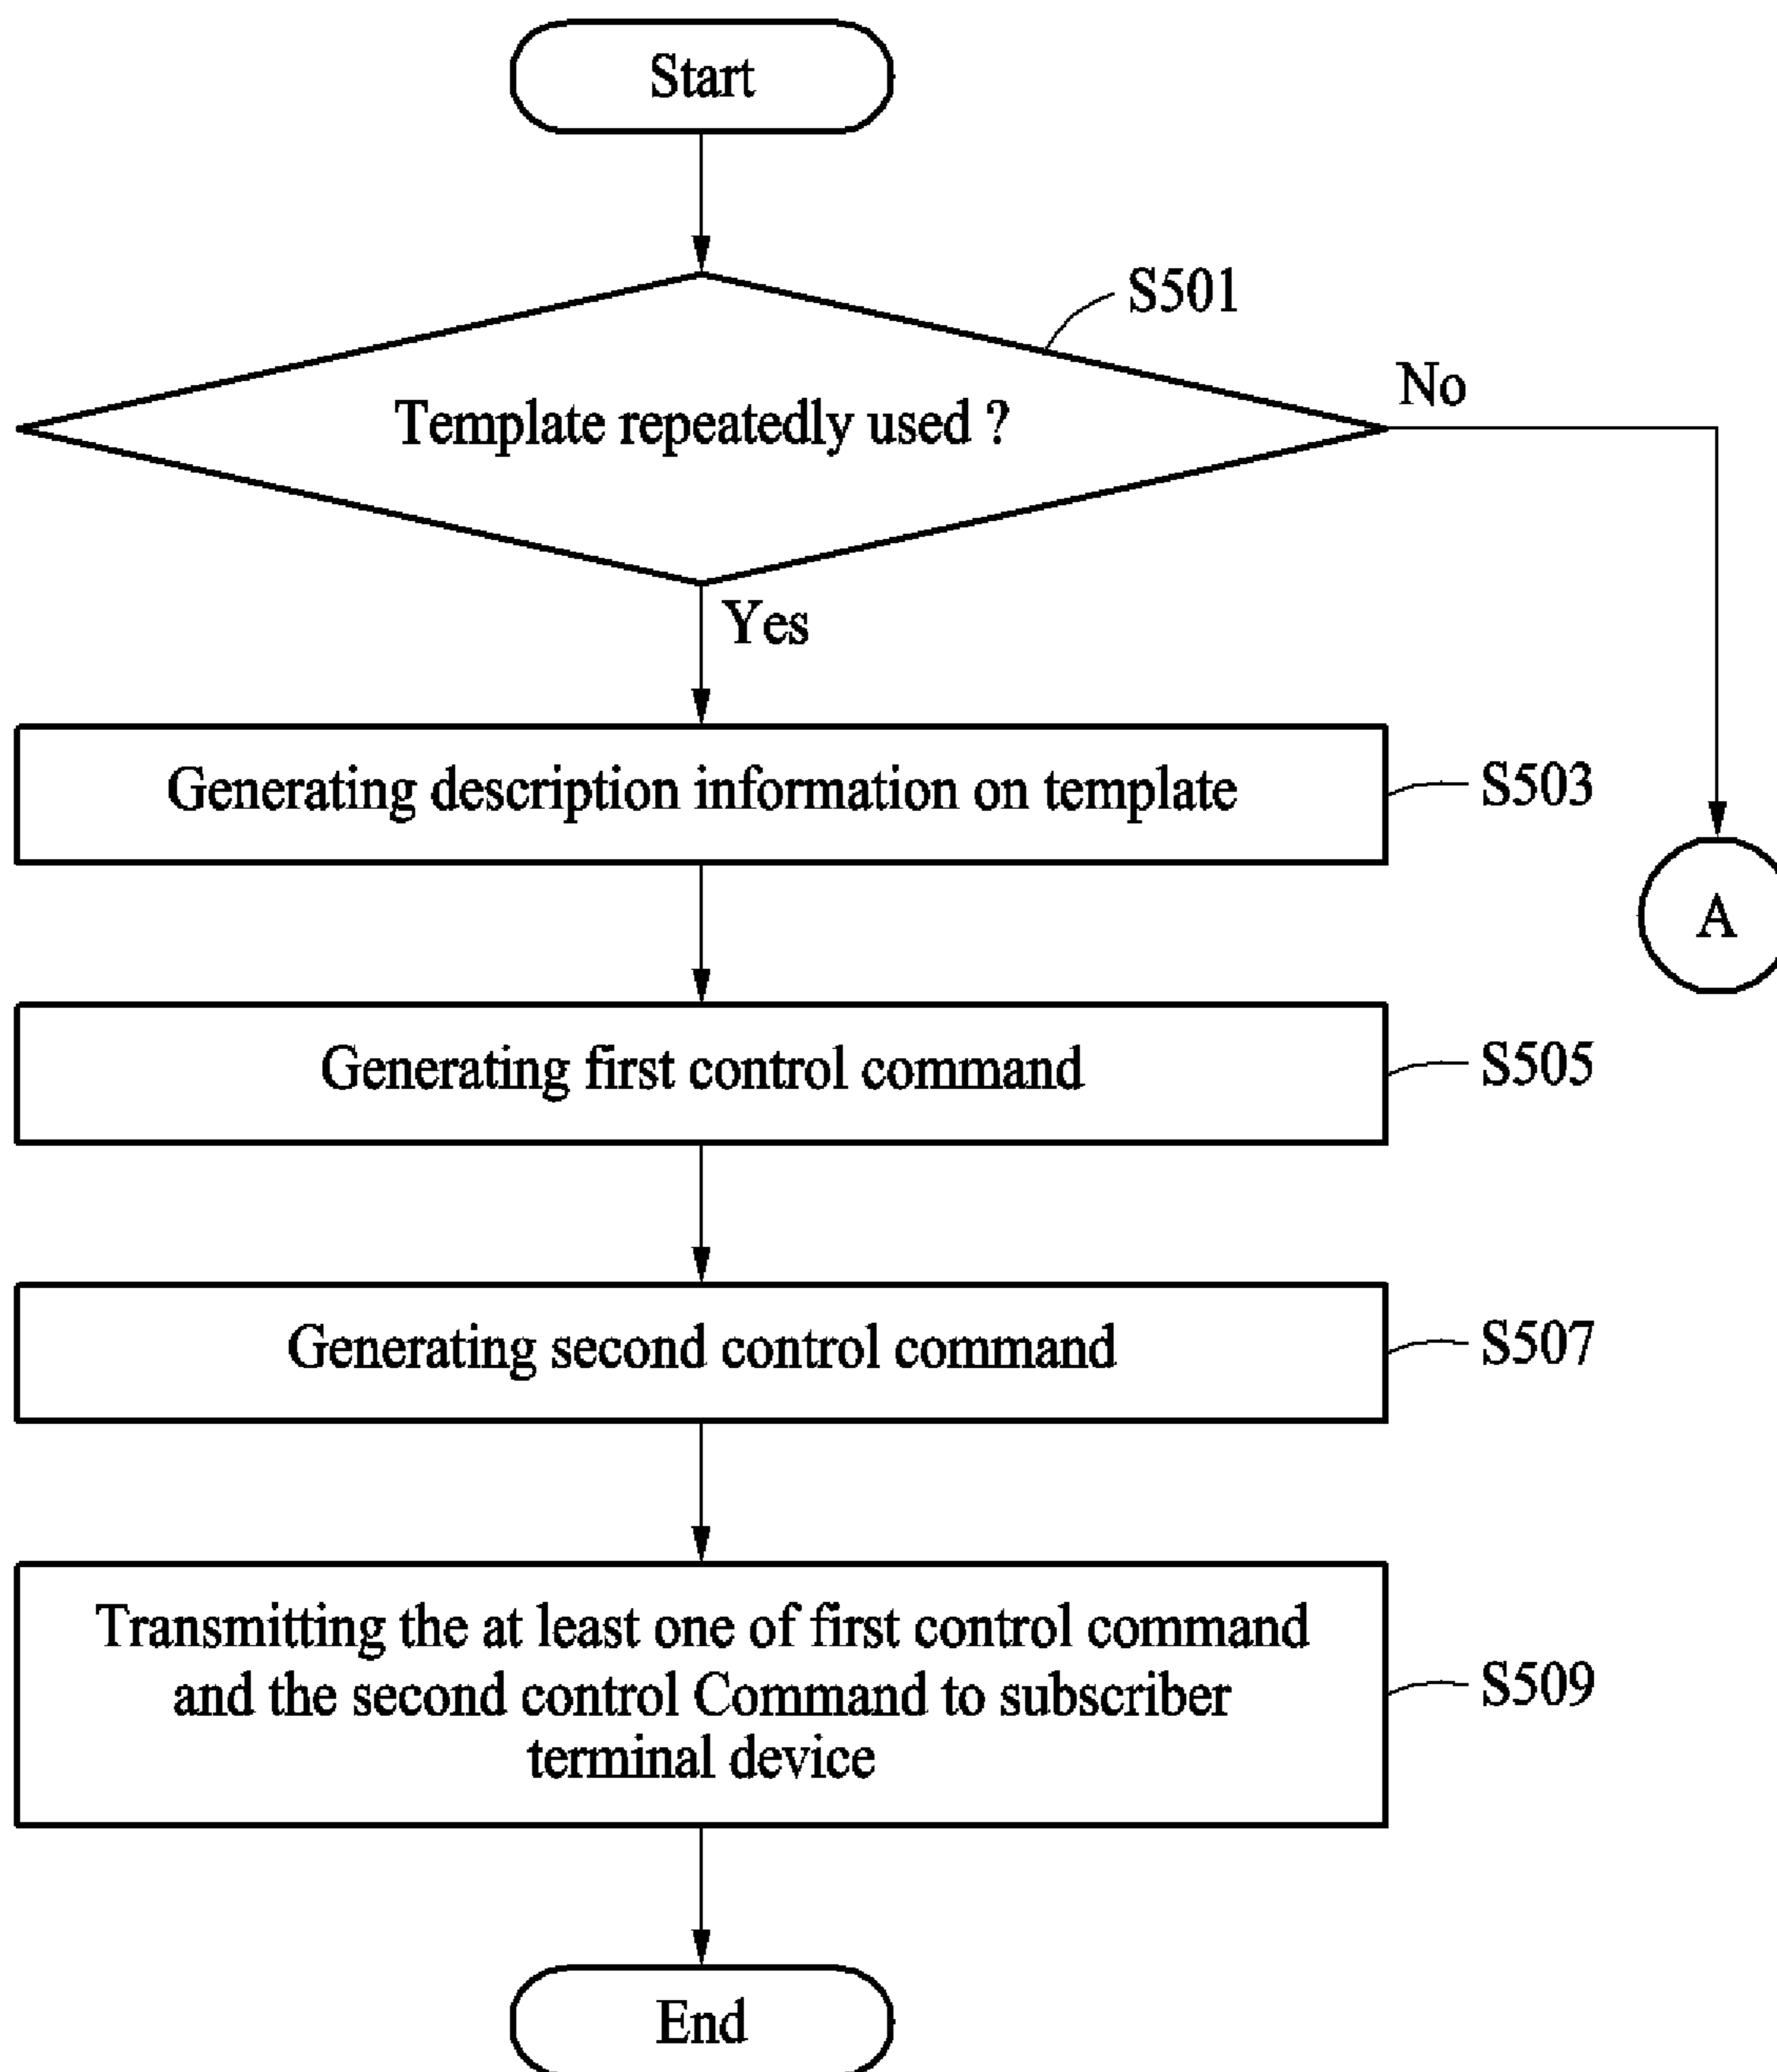 Start
S501
No
Template repeatedly used ?
Yes
Generating description information on template
S503
A
Generating first control command
S505
Generating second control command
S507
Transmitting the at least one of first control command
and the second control Command to subscriber
terminal device
S509
End